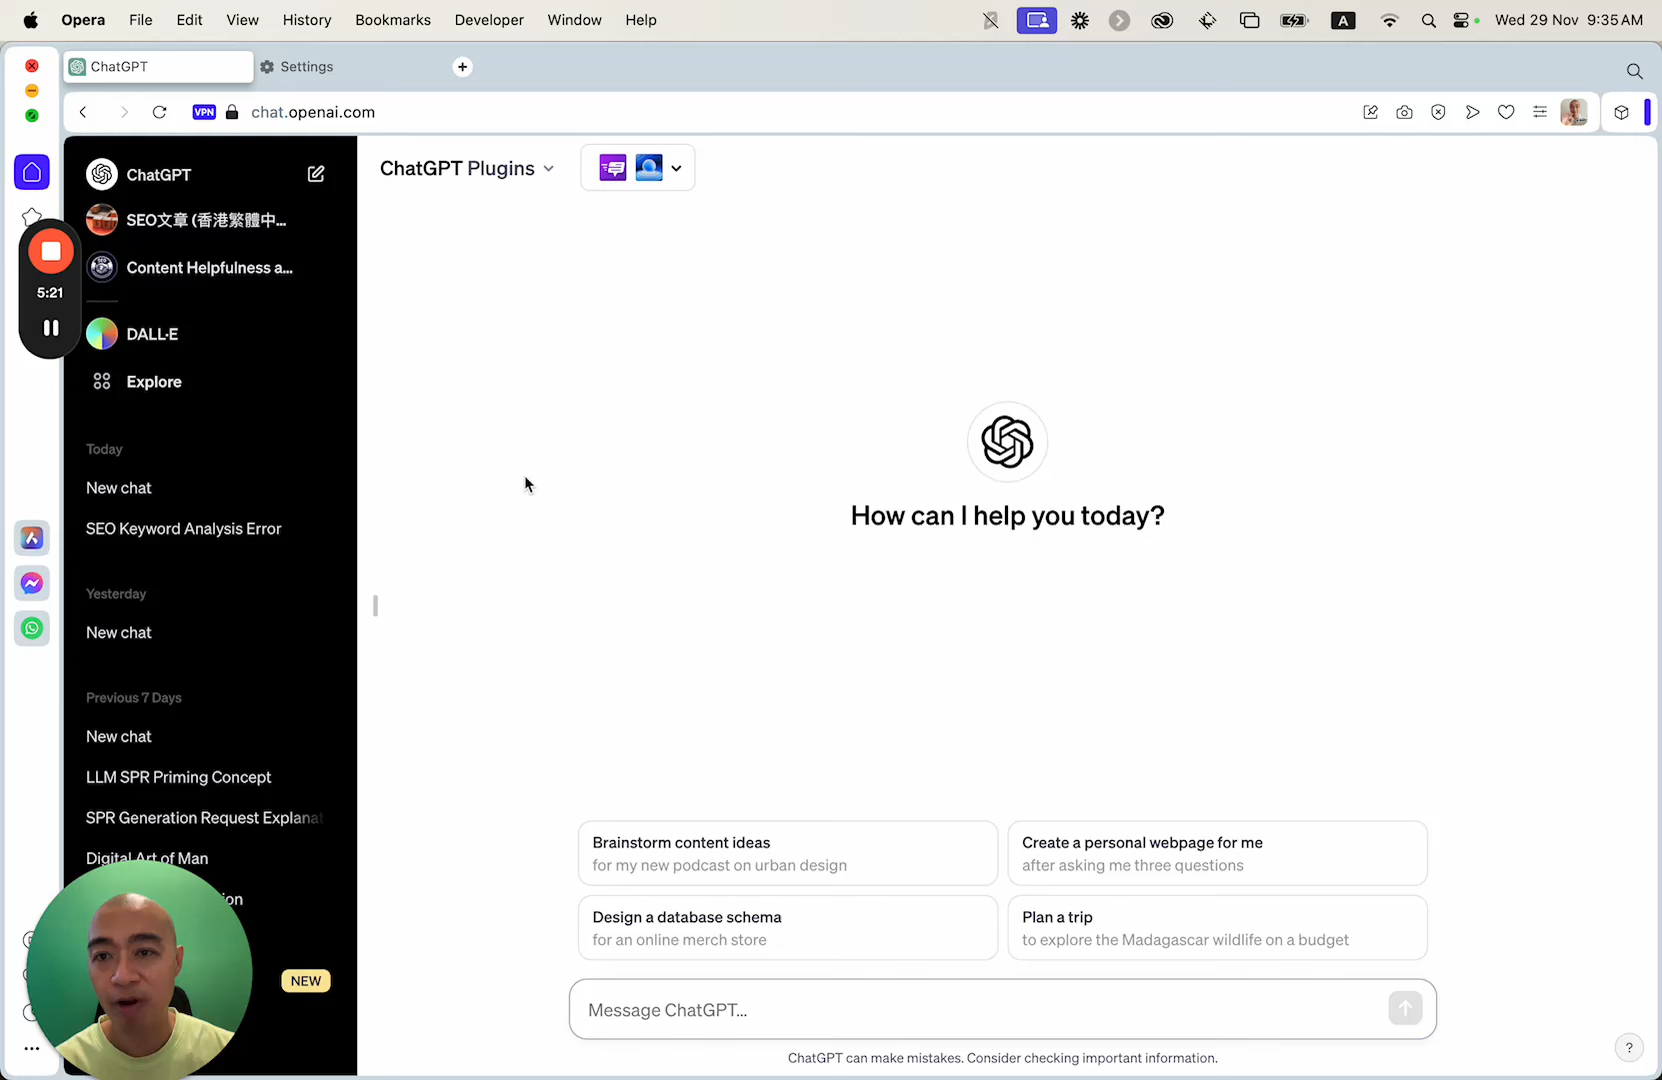 Opera File Edit View History Bookmarks Developer Window Help A Wed 29 Nov 9:35 AM
ChatGPT Settings
VPN chat.openai.com
ChatGPT
SEO文章 (香港繁體中...
Content Helpfulness a...
DALL·E
Explore
5:21
Today
New chat
SEO Keyword Analysis Error
Yesterday
New chat
Previous 7 Days
New chat
LLM SPR Priming Concept
SPR Generation Request Explanat
Digital Art of Man
NEW
ChatGPT Plugins
How can I help you today?
Brainstorm content ideas
for my new podcast on urban design
Create a personal webpage for me
after asking me three questions
Design a database schema
for an online merch store
Plan a trip
to explore the Madagascar wildlife on a budget
Message ChatGPT...
ChatGPT can make mistakes. Consider checking important information.
?